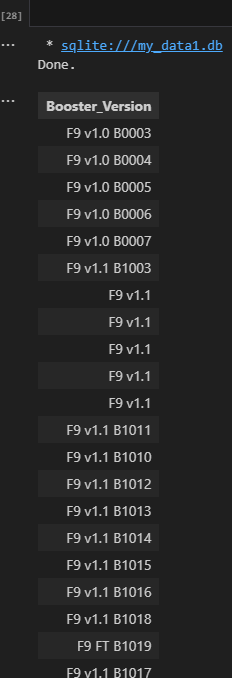 [28]
... * sqlite:///my_data1.db
Done.
... Booster_Version
F9 v1.0 B0003
F9 v1.0 B0004
F9 v1.0 B0005
F9 v1.0 B0006
F9 v1.0 B0007
F9 v1.1 B1003
F9 v1.1
F9 v1.1
F9 v1.1
F9 v1.1
F9 v1.1
F9 v1.1 B1011
F9 v1.1 B1010
F9 v1.1 B1012
F9 v1.1 B1013
F9 v1.1 B1014
F9 v1.1 B1015
F9 v1.1 B1016
F9 v1.1 B1018
F9 FT B1019
F9 v1.1 B1017